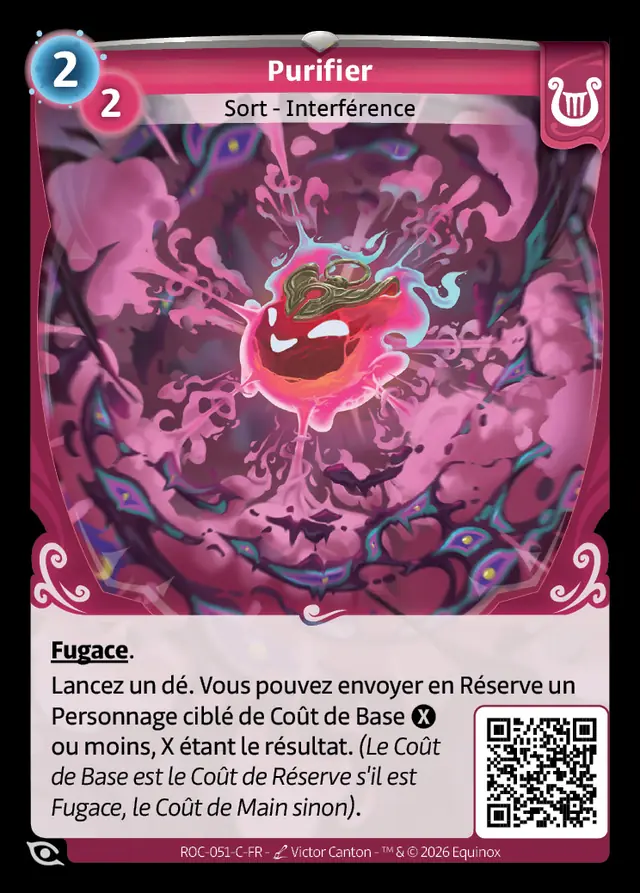 2
2
Purifier
Sort - Interférence
Fugace.
Lancez un dé. Vous pouvez envoyer en Réserve un
Personnage ciblé de Coût de Base X
ou moins, X étant le résultat. (Le Coût
de Base est le Coût de Réserve s'il est
Fugace, le Coût de Main sinon).
ROC-051-C-FR - Victor Canton - ™ & © 2026 Equinox